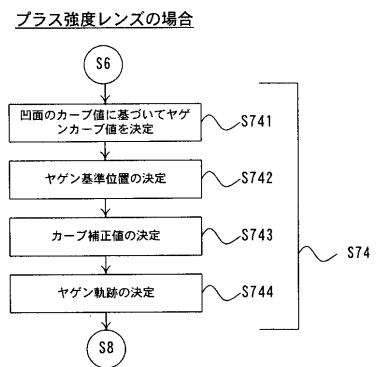 プラス強度レンズの場合
S6
凹面のカーブ値に基づいてヤゲ
ンカーブ値を決定
S741
ヤゲン基準位置の決定
S742
カーブ補正値の決定
S743
S74
ヤゲン軌跡の決定
S744
S8